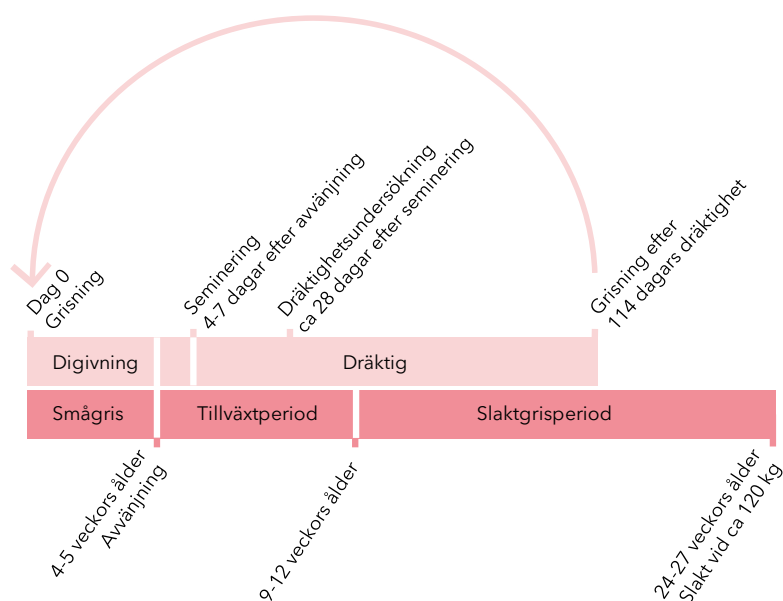 Dag 0
Grisning
Seminering
4-7 dagar efter avvänjning
Dräktighetsundersökning
ca 28 dagar efter seminering
Grisning efter
114 dagars dräktighet
Digivning
Dräktig
Smågris
Tillväxtperiod
Slaktgrisperiod
4-5 veckors ålder
Avvänjning
9-12 veckors ålder
24-27 veckors ålder
Slakt vid ca 120 kg